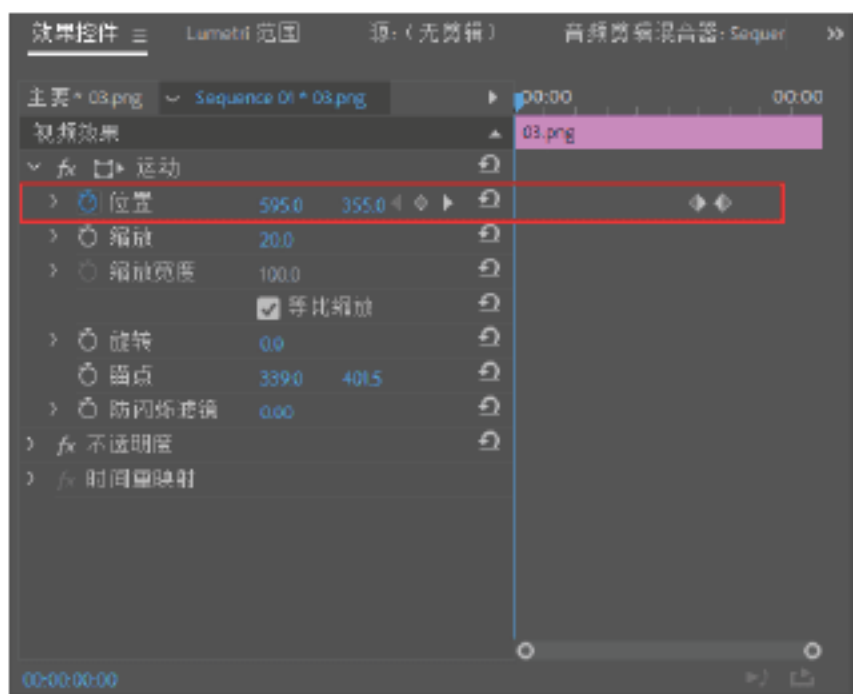 效果控件 Lumetri 范围 源:(无剪辑) 音频剪辑混合器: Sequer
主要 * 03.png Sequence 01 * 03.png 00:00 00:00
视频效果 03.png
fx 运动
位置 595.0 355.0
缩放 20.0
缩放宽度 100.0
等比缩放
旋转 0.0
锚点 339.0 401.5
防闪烁滤镜 0.00
fx 不透明度
fx 时间重映射
00:00:00:00